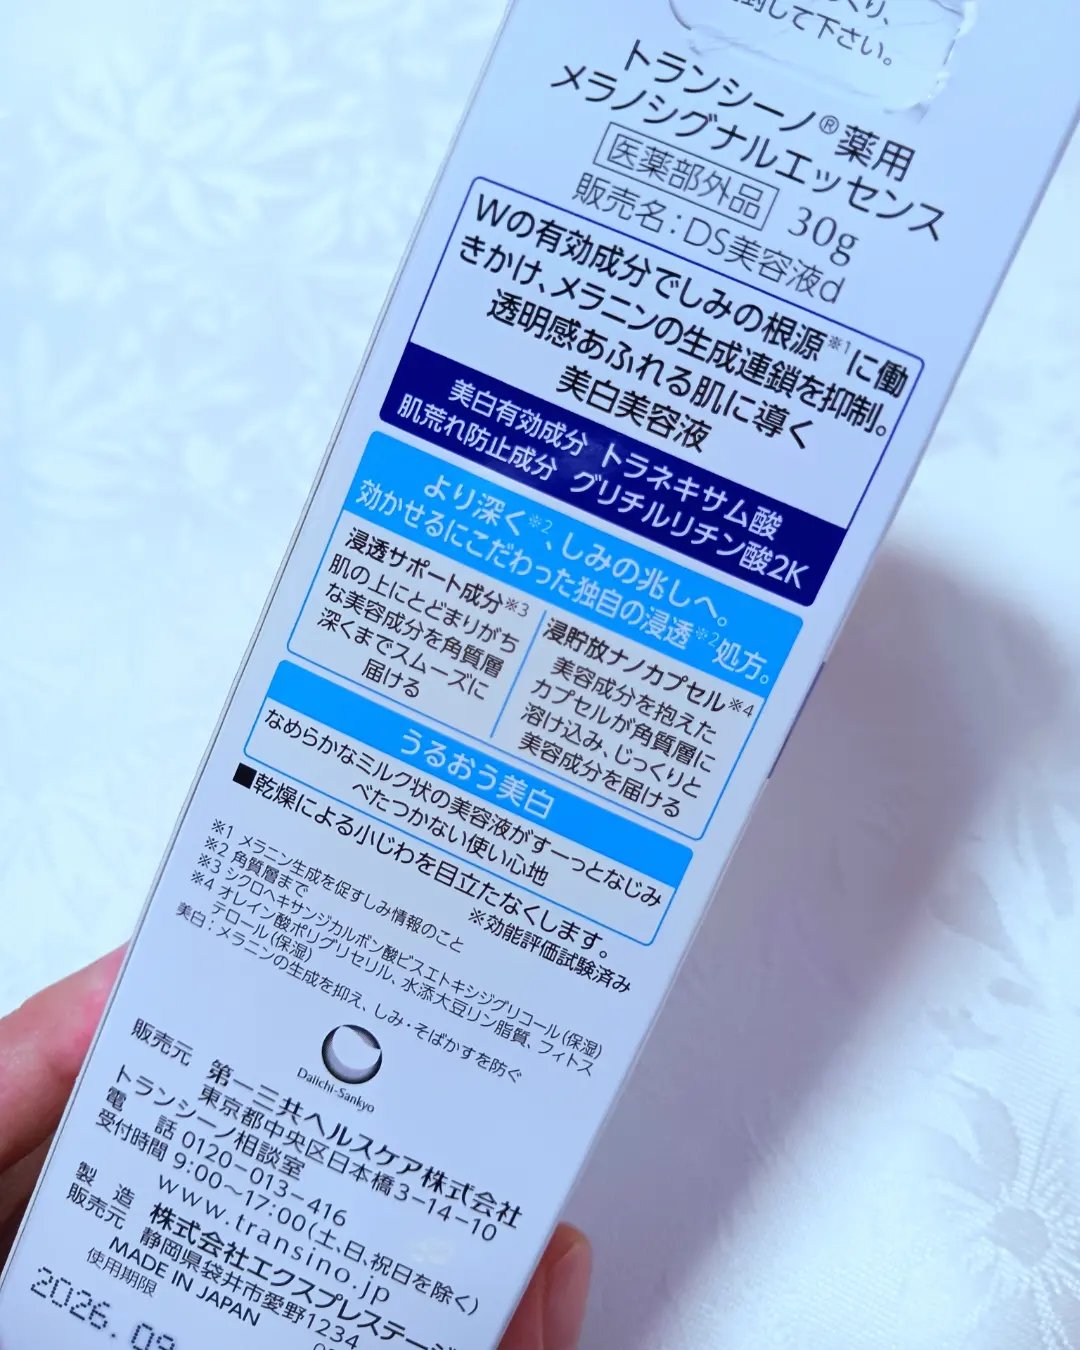 封して下さい。
トランシーノ®薬用
メラノシグナルエッセンス
医薬部外品 30g
販売名：DS美容液d
Wの有効成分でしみの根源※1に働
きかけ、メラニンの生成連鎖を抑制。
透明感あふれる肌に導く
美白美容液
美白有効成分 トラネキサム酸
肌荒れ防止成分 グリチルリチン酸2K
より深く※2、しみの兆しへ。
効かせるにこだわった独自の浸透※2処方。
浸透サポート成分※3
肌の上にとどまりがち
な美容成分を角質層
深くまでスムーズに
届ける
浸貯放ナノカプセル※4
美容成分を抱えた
カプセルが角質層に
溶け込み、じっくりと
美容成分を届ける
うるおう美白
なめらかなミルク状の美容液がすーっとなじみ
べたつかない使い心地
■乾燥による小じわを目立たなくします。
※効能評価試験済み
※1 メラニン生成を促すしみ情報のこと
※2 角質層まで
※3 シクロヘキサンジカルボン酸ビスエトキシジグリコール（保湿）
※4 オレイン酸ポリグリセリル、水添大豆リン脂質、フィトス
テロール（保湿）
美白：メラニンの生成を抑え、しみ・そばかすを防ぐ
Daiichi-Sankyo
販売元 第一三共ヘルスケア株式会社
東京都中央区日本橋3-14-10
トランシーノ相談室
電 話 0120-013-416
受付時間 9:00～17:00（土、日、祝日を除く）
www.transino.jp
製 造
販売元 株式会社エクスプレステージ
静岡県袋井市愛野1234
MADE IN JAPAN
使用期限
2026.09